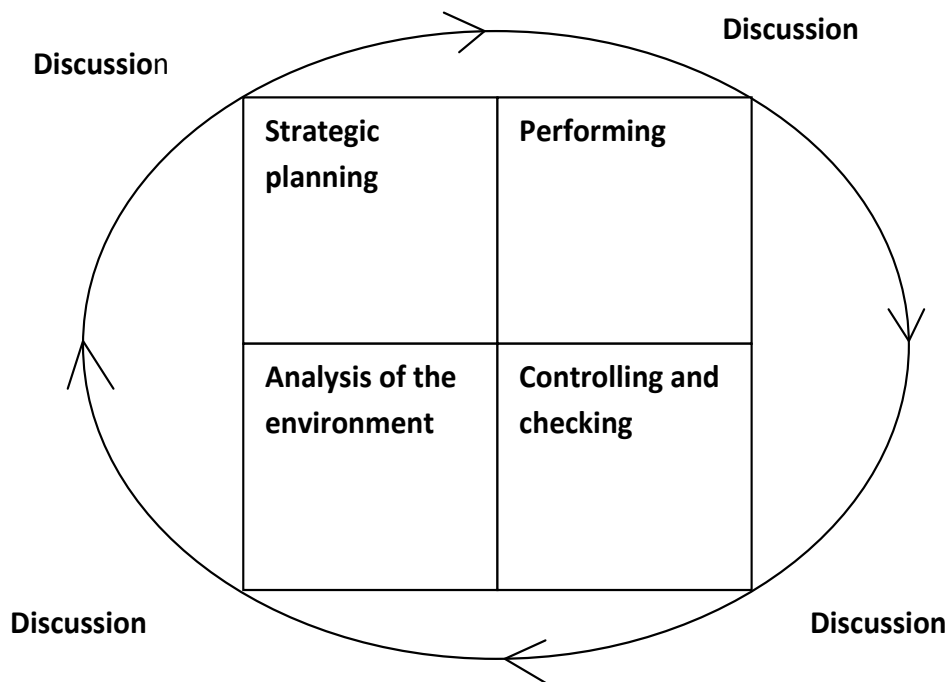 Discussion
Discussion
Strategic
planning
Performing
Analysis of the
environment
Controlling and
checking
Discussion
Discussion